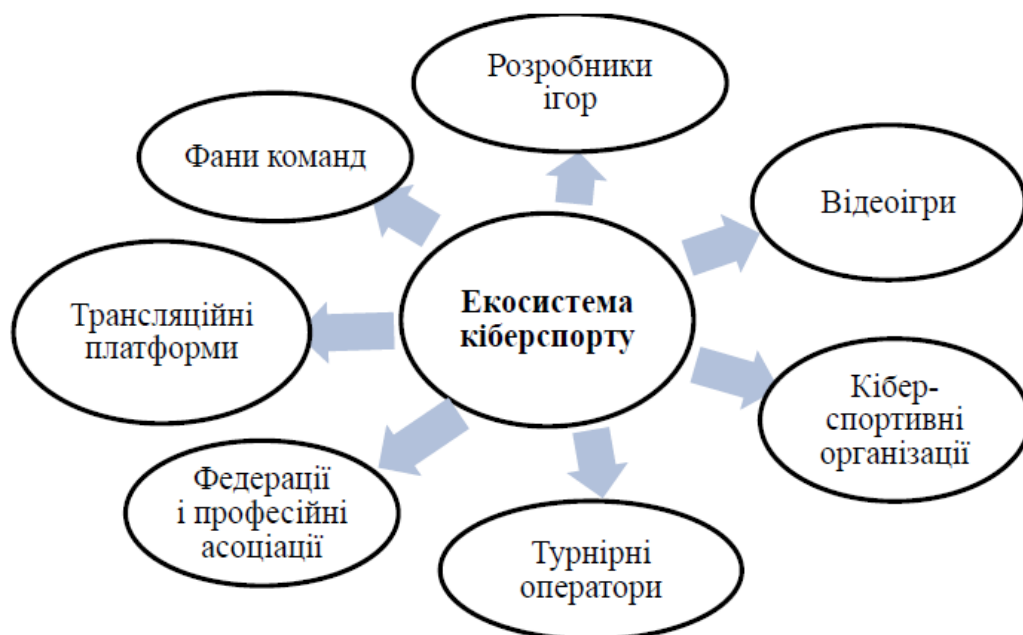 Розробники
ігор
Фани команд
Відеоігри
Трансляційні
платформи
Екосистема
кіберспорту
Кібер-
спортивні
організації
Федерації
і професійні
асоціації
Турнірні
оператори